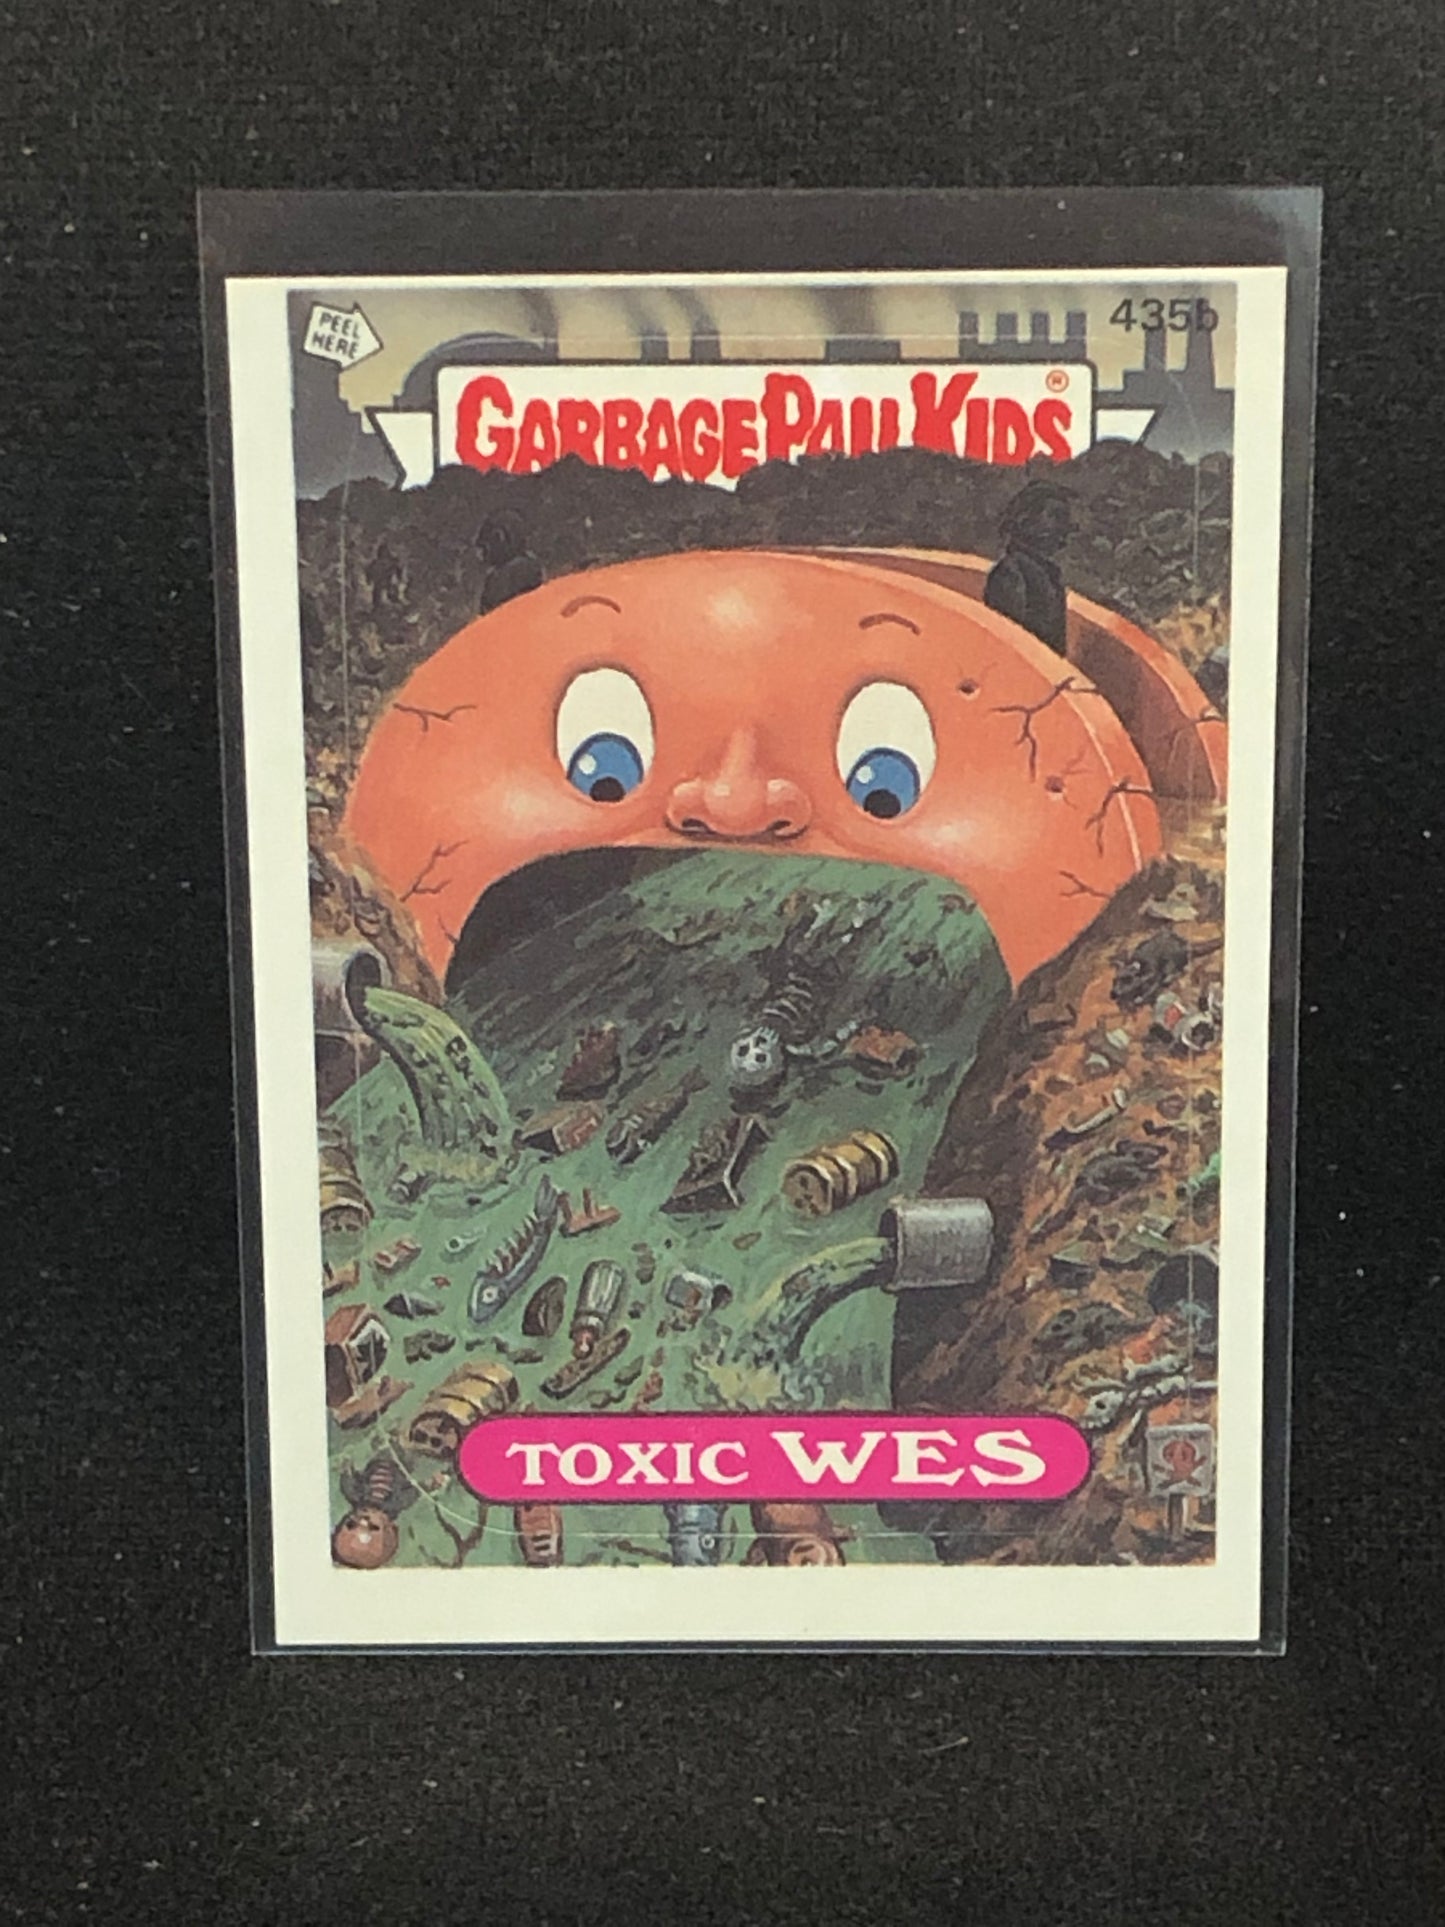 PEEL
HERE
435b
GARBAGE PAIL KIDS®
TOXIC WES